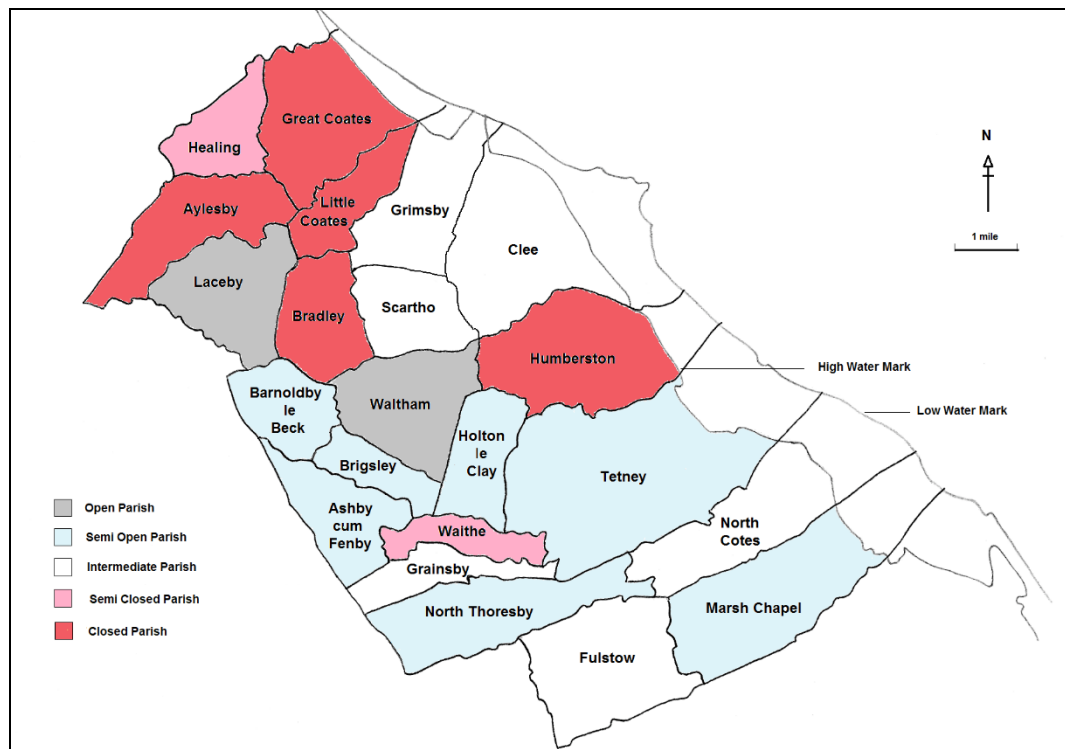 Great Coates
Healing
N
Little
Coates
Aylesby
Grimsby
1 mile
Clee
Laceby
Scartho
Bradley
Humberston
High Water Mark
Barnoldby
le
Beck
Waltham
Low Water Mark
Holton
le
Clay
Brigsley
Tetney
Open Parish
Ashby
cum
Fenby
Semi Open Parish
Waithe
North
Cotes
Intermediate Parish
Grainsby
Semi Closed Parish
North Thoresby
Marsh Chapel
Closed Parish
Fulstow